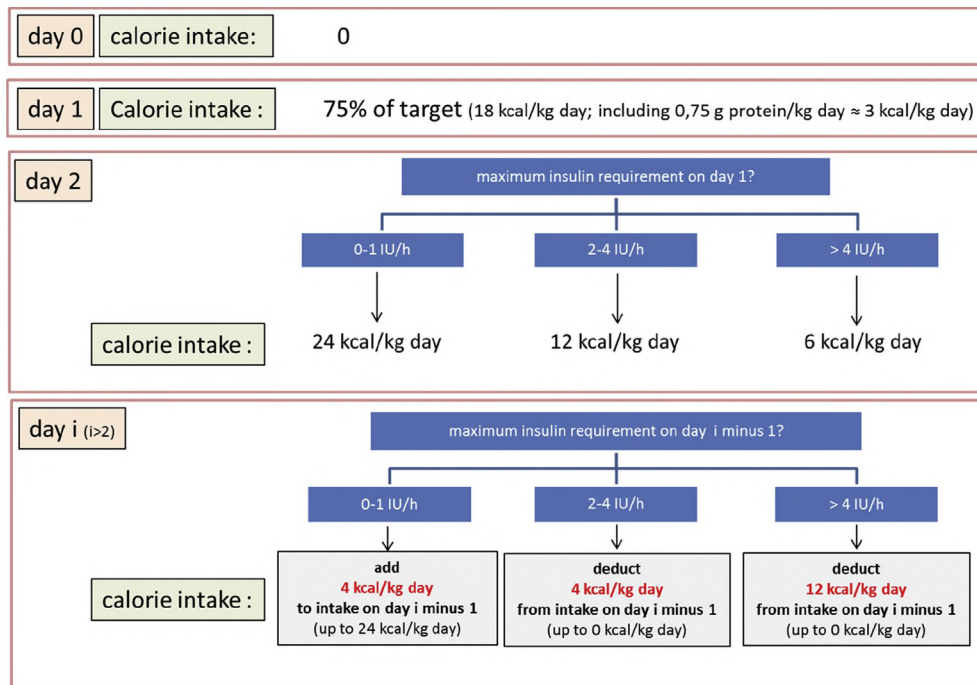 day 0 calorie intake: 0
day 1 Calorie intake : 75% of target (18 kcal/kg day; including 0,75 g protein/kg day ≈ 3 kcal/kg day)
day 2
maximum insulin requirement on day 1?
0-1 IU/h 2-4 IU/h > 4 IU/h
calorie intake : 24 kcal/kg day 12 kcal/kg day 6 kcal/kg day
day i (i>2)
maximum insulin requirement on day i minus 1?
0-1 IU/h 2-4 IU/h > 4 IU/h
calorie intake :
add
4 kcal/kg day
to intake on day i minus 1
(up to 24 kcal/kg day)
deduct
4 kcal/kg day
from intake on day i minus 1
(up to 0 kcal/kg day)
deduct
12 kcal/kg day
from intake on day i minus 1
(up to 0 kcal/kg day)